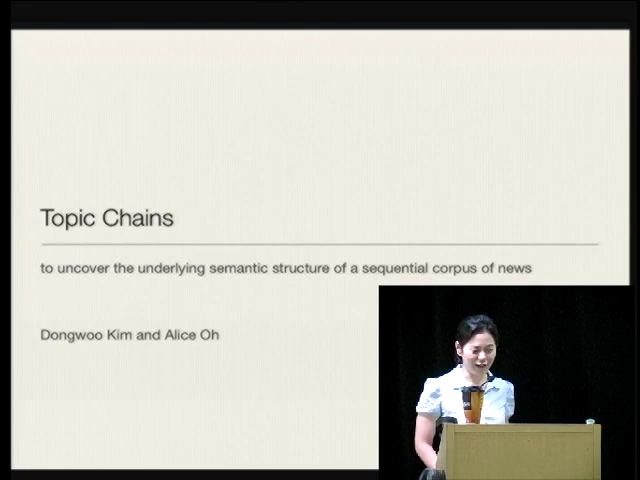 Topic Chains
to uncover the underlying semantic structure of a sequential corpus of news
Dongwoo Kim and Alice Oh